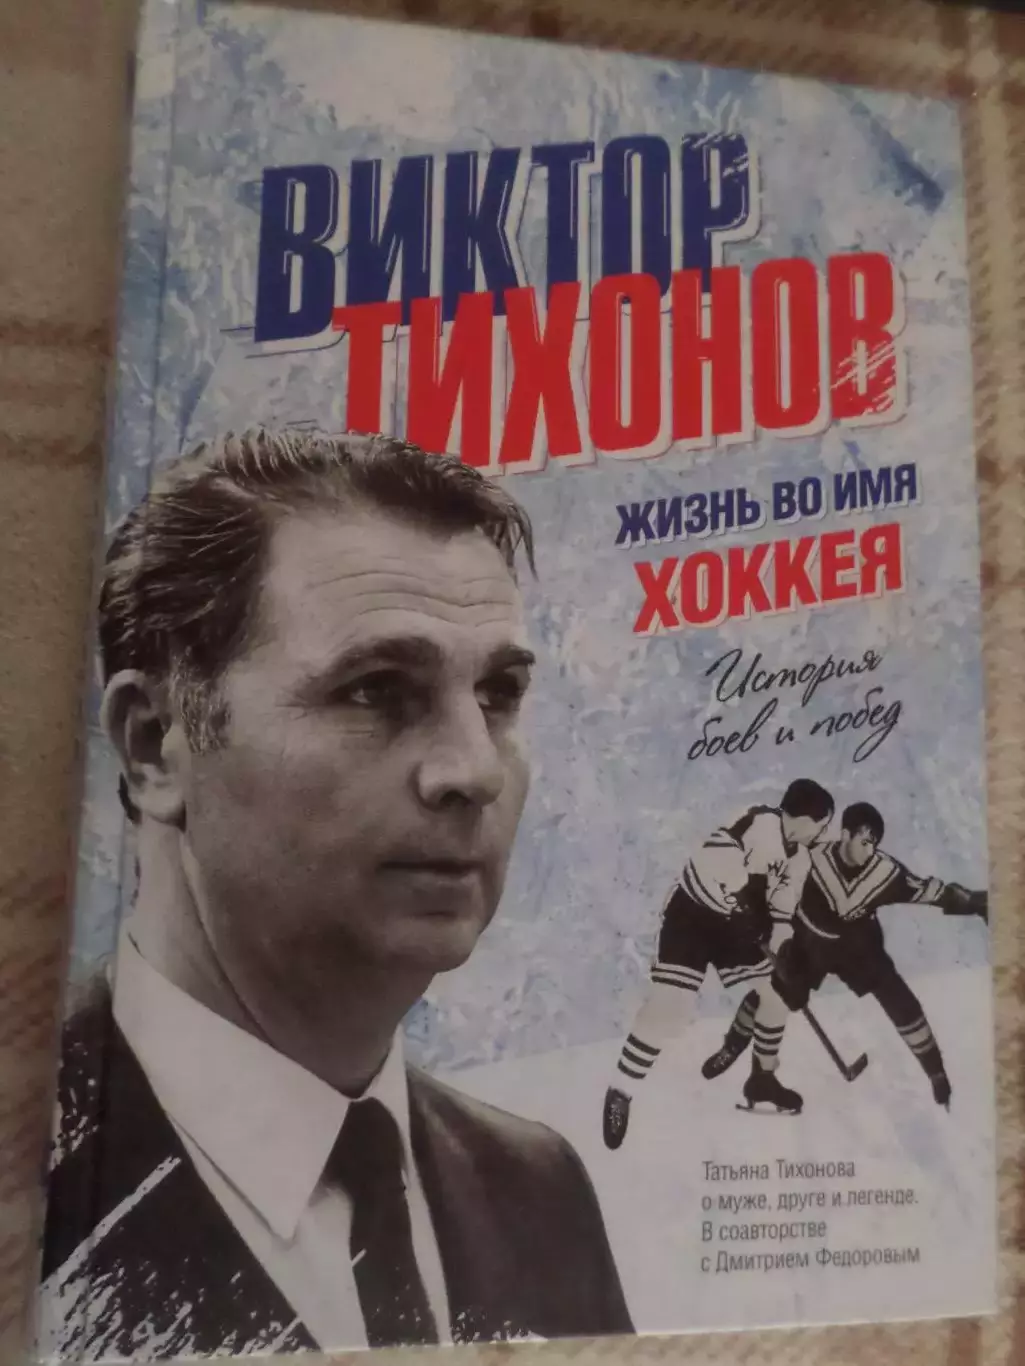 ВИКТОР
ТИХОНОВ
ЖИЗНЬ ВО ИМЯ
ХОККЕЯ
История
боев и побед
Татьяна Тихонова
о муже, друге и легенде.
В соавторстве
с Дмитрием Федоровым